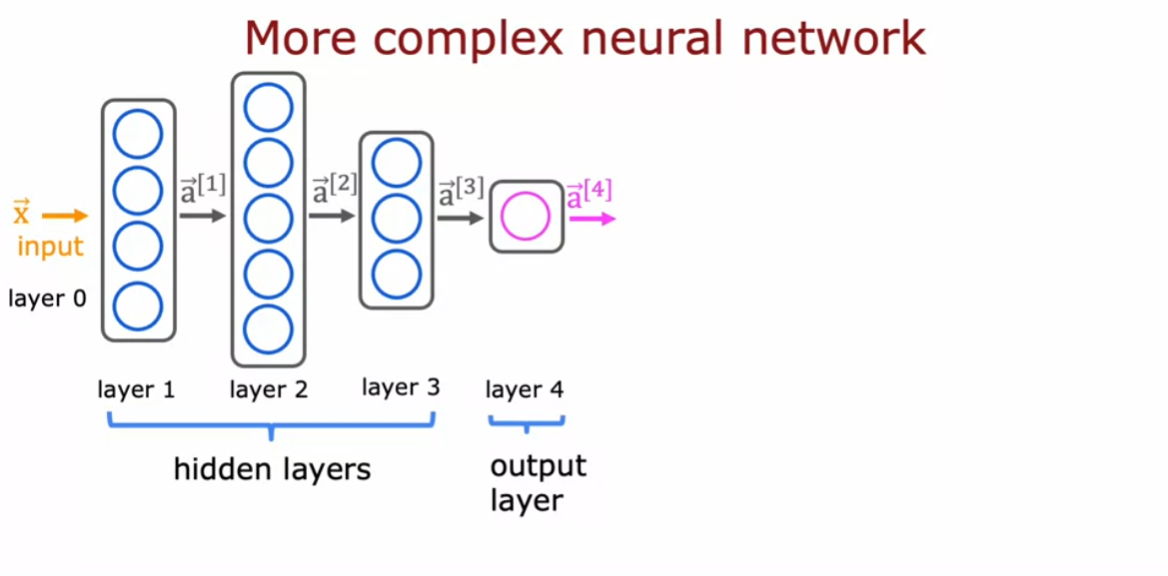 More complex neural network
x⃗
input
layer 0
a⃗[1]
a⃗[2]
a⃗[3]
a⃗[4]
layer 1
layer 2
layer 3
layer 4
hidden layers
output
layer